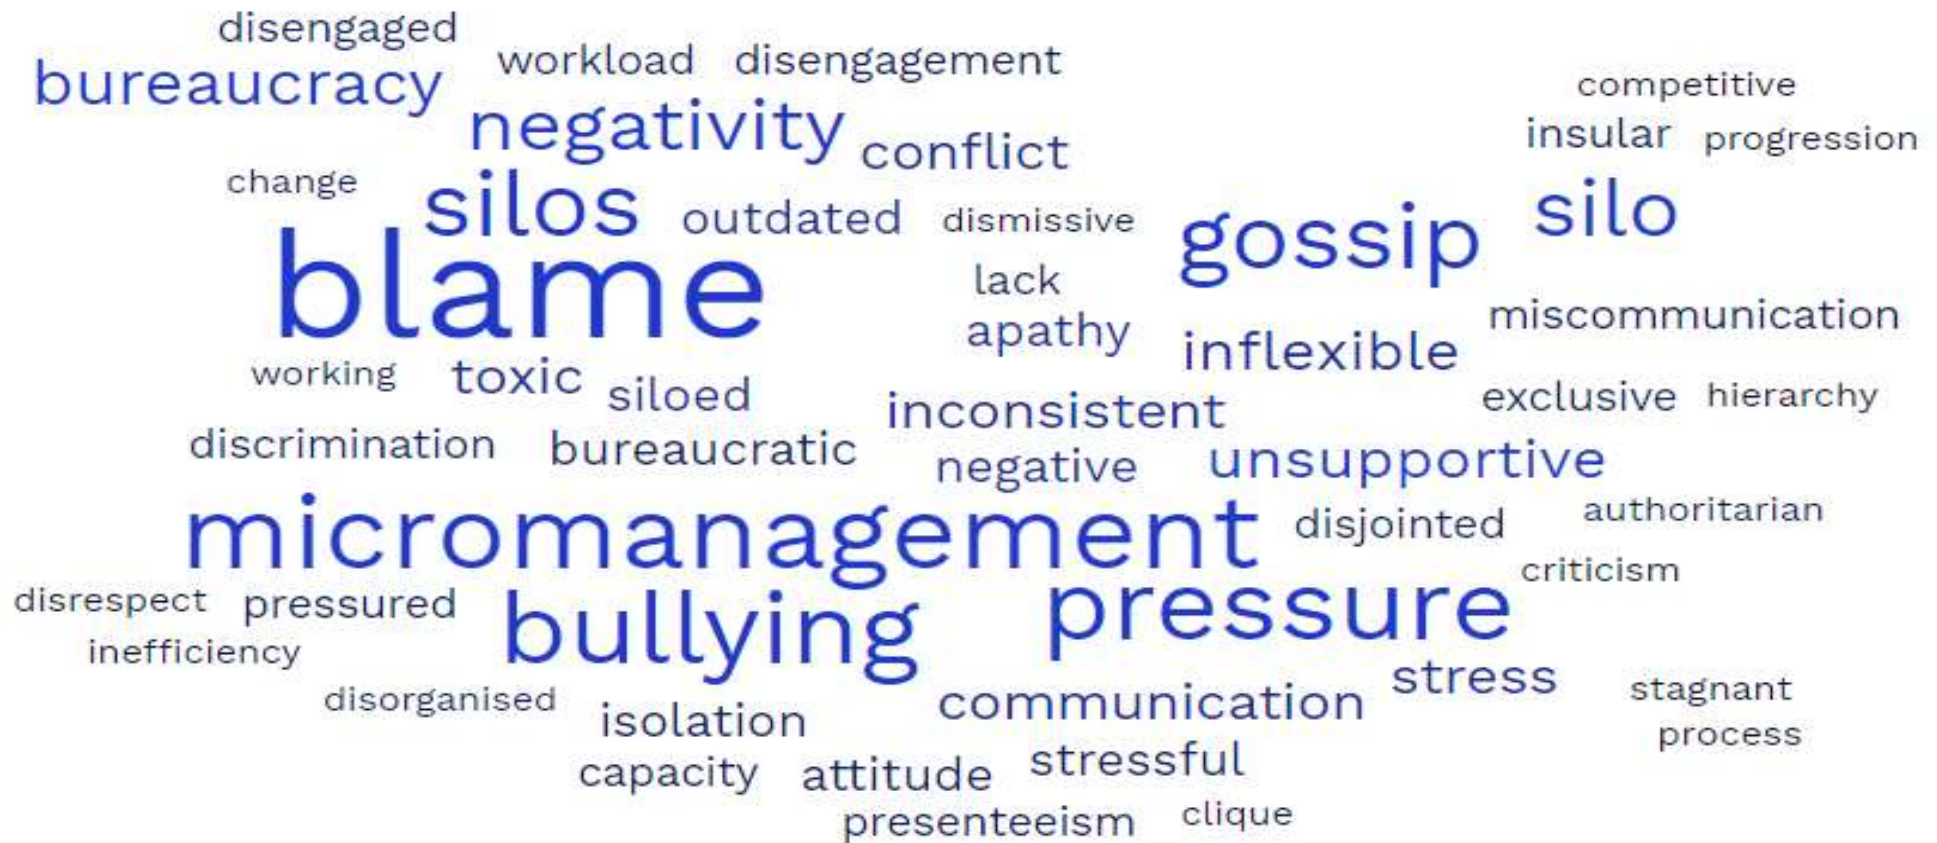 disengaged
bureaucracy
workload disengagement
competitive
negativity
conflict
insular progression
change
silos
outdated
dismissive
gossip
silo
blame
lack
apathy
miscommunication
inflexible
working
toxic
siloed
exclusive hierarchy
inconsistent
discrimination
bureaucratic
negative
unsupportive
micromanagement
disjointed
authoritarian
criticism
disrespect
pressured
bullying
pressure
inefficiency
disorganised
isolation
communication
stress
stagnant
process
capacity
attitude
stressful
presenteeism
clique